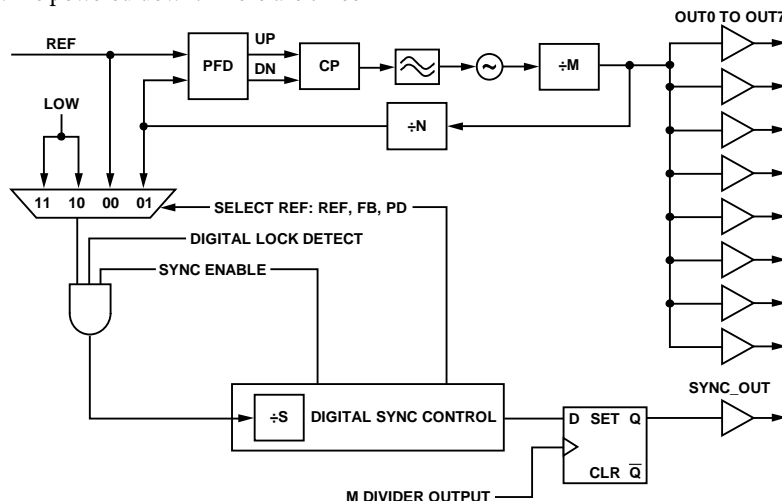 OUT0 TO OUT7
REF
UP
PFD
DN
CP
÷M
LOW
÷N
11 10 00 01
SELECT REF: REF, FB, PD
DIGITAL LOCK DETECT
SYNC ENABLE
SYNC_OUT
÷S DIGITAL SYNC CONTROL
D SET Q
CLR Q̅
M DIVIDER OUTPUT